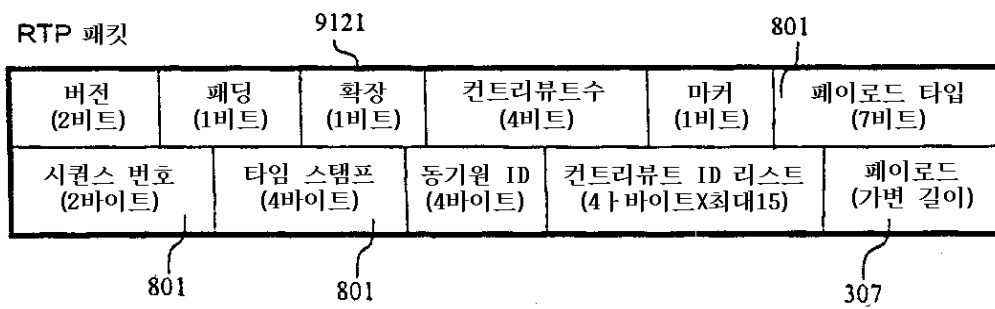 RTP 패킷
9121
801
버전
(2비트)
패딩
(1비트)
확장
(1비트)
컨트리뷰트수
(4비트)
마커
(1비트)
페이로드 타입
(7비트)
시퀀스 번호
(2바이트)
타임 스탬프
(4바이트)
동기원 ID
(4바이트)
컨트리뷰트 ID 리스트
(4ㅏ바이트X최대15)
페이로드
(가변 길이)
801
801
307